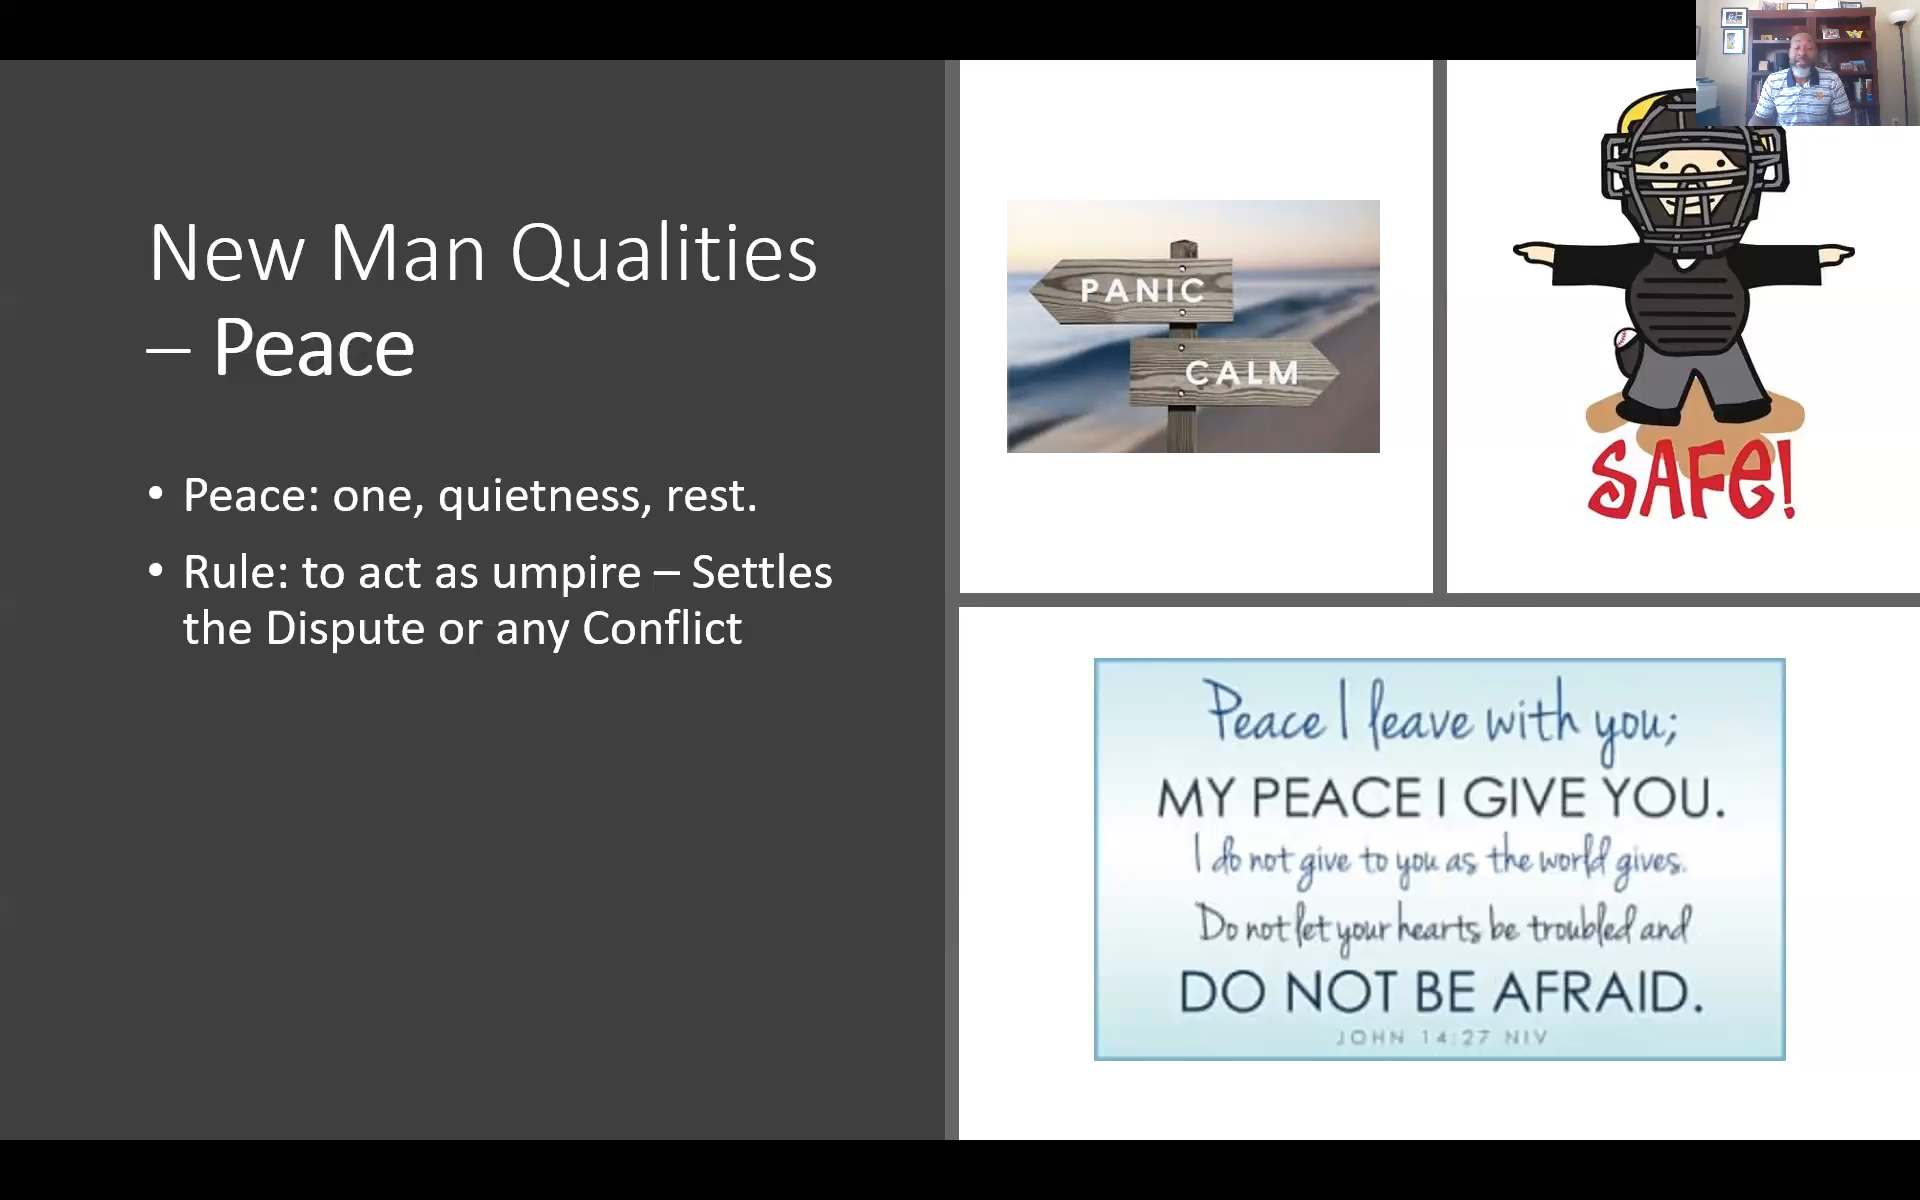 New Man Qualities
– Peace
• Peace: one, quietness, rest.
• Rule: to act as umpire – Settles
the Dispute or any Conflict
PANIC
CALM
SAFE!
Peace I leave with you;
MY PEACE I GIVE YOU.
I do not give to you as the world gives.
Do not let your hearts be troubled and
DO NOT BE AFRAID.
JOHN 14:27 NIV